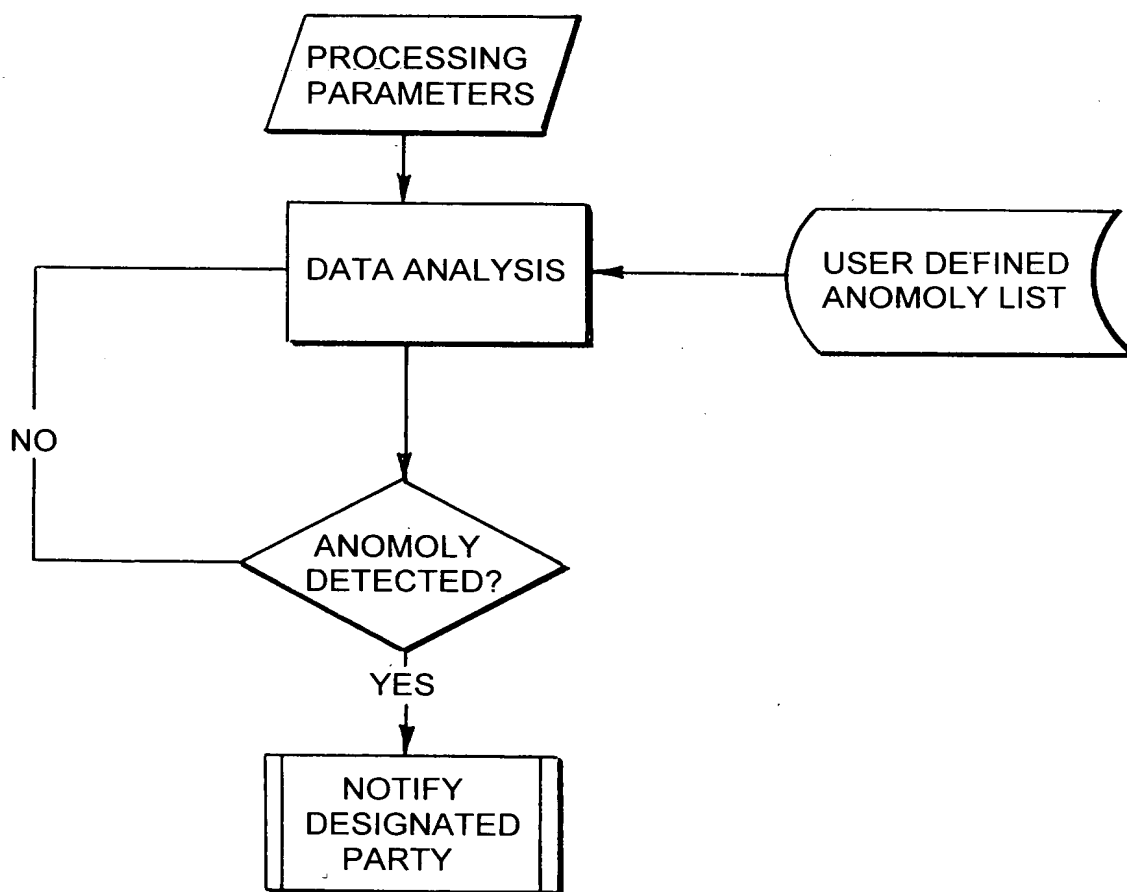 PROCESSING
PARAMETERS
DATA ANALYSIS
USER DEFINED
ANOMOLY LIST
NO
ANOMOLY
DETECTED?
YES
NOTIFY
DESIGNATED
PARTY